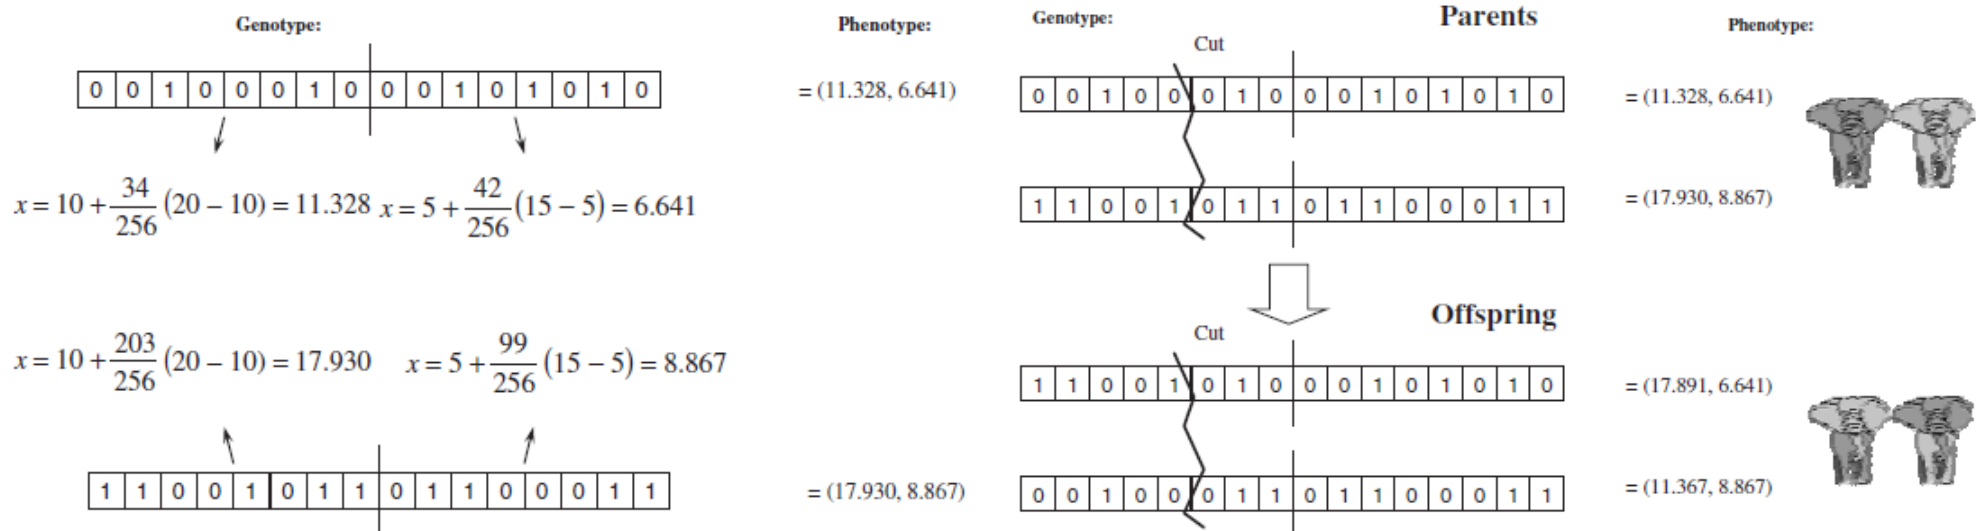 Genotype:
Phenotype:
0 0 1 0 0 0 1 0 0 0 1 0 1 0 1 0
= (11.328, 6.641)
x = 10 + 34/256 (20 – 10) = 11.328 x = 5 + 42/256 (15 – 5) = 6.641
x = 10 + 203/256 (20 – 10) = 17.930 x = 5 + 99/256 (15 – 5) = 8.867
1 1 0 0 1 0 1 1 0 1 1 0 0 0 1 1
= (17.930, 8.867)
Genotype:
Parents
Phenotype:
Cut
0 0 1 0 0 0 1 0 0 0 1 0 1 0 1 0
= (11.328, 6.641)
1 1 0 0 1 0 1 1 0 1 1 0 0 0 1 1
= (17.930, 8.867)
Offspring
Cut
1 1 0 0 1 0 1 0 0 0 1 0 1 0 1 0
= (17.891, 6.641)
0 0 1 0 0 0 1 1 0 1 1 0 0 0 1 1
= (11.367, 8.867)